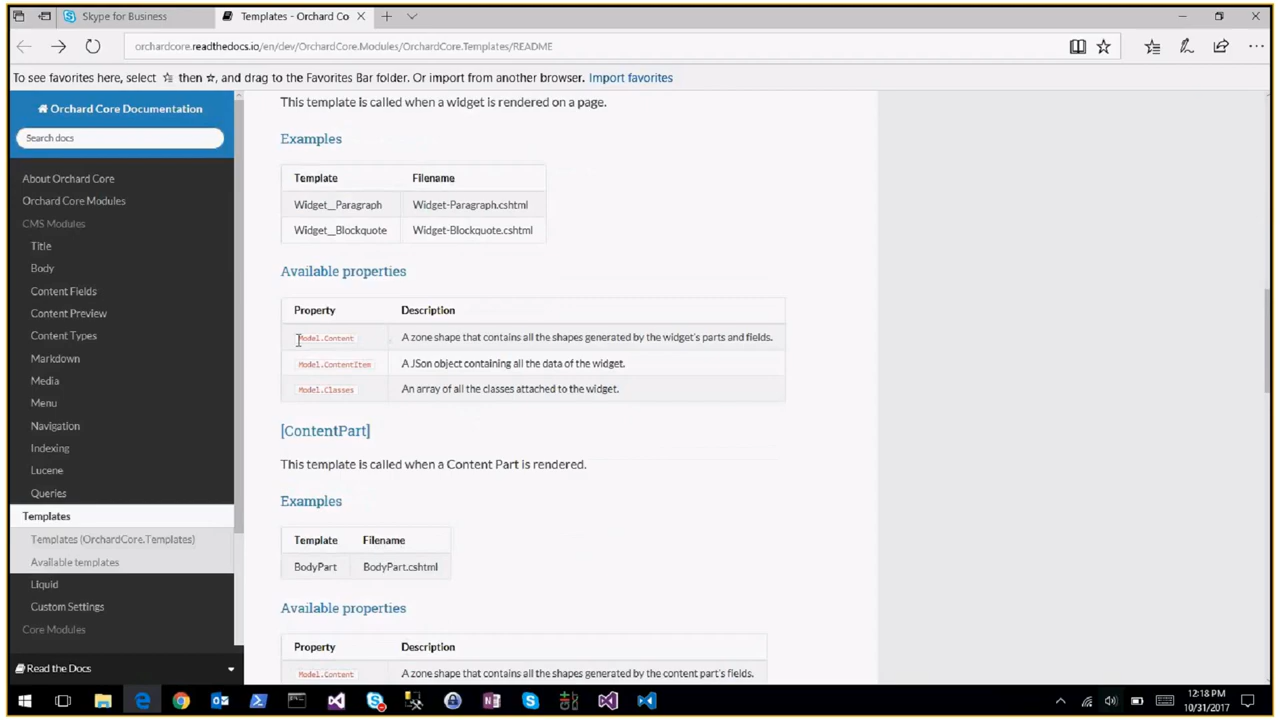 Skype for Business
Templates - Orchard Co
orchardcore.readthedocs.io/en/dev/OrchardCore.Modules/OrchardCore.Templates/README
To see favorites here, select then ☆, and drag to the Favorites Bar folder. Or import from another browser. Import favorites
Orchard Core Documentation
Search docs
About Orchard Core
Orchard Core Modules
CMS Modules
Title
Body
Content Fields
Content Preview
Content Types
Markdown
Media
Menu
Navigation
Indexing
Lucene
Queries
Templates
Templates (OrchardCore.Templates)
Available templates
Liquid
Custom Settings
Core Modules
Read the Docs
This template is called when a widget is rendered on a page.
Examples
Template Filename
Widget__Paragraph Widget-Paragraph.cshtml
Widget__Blockquote Widget-Blockquote.cshtml
Available properties
Property Description
Model.Content A zone shape that contains all the shapes generated by the widget's parts and fields.
Model.ContentItem A JSon object containing all the data of the widget.
Model.Classes An array of all the classes attached to the widget.
[ContentPart]
This template is called when a Content Part is rendered.
Examples
Template Filename
BodyPart BodyPart.cshtml
Available properties
Property Description
Model.Content A zone shape that contains all the shapes generated by the content part's fields.
12:18 PM
10/31/2017